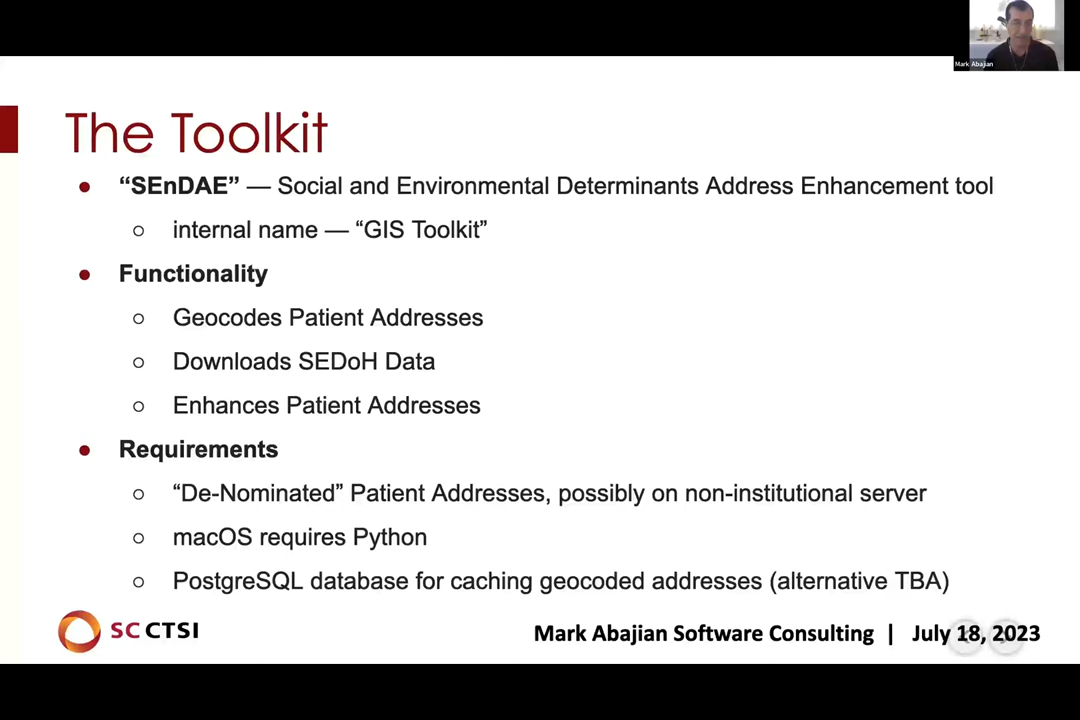 Mark Abajian
The Toolkit
● “SEnDAE” — Social and Environmental Determinants Address Enhancement tool
○ internal name — “GIS Toolkit”
● Functionality
○ Geocodes Patient Addresses
○ Downloads SEDoH Data
○ Enhances Patient Addresses
● Requirements
○ “De-Nominated” Patient Addresses, possibly on non-institutional server
○ macOS requires Python
○ PostgreSQL database for caching geocoded addresses (alternative TBA)
SC CTSI
Mark Abajian Software Consulting | July 18, 2023